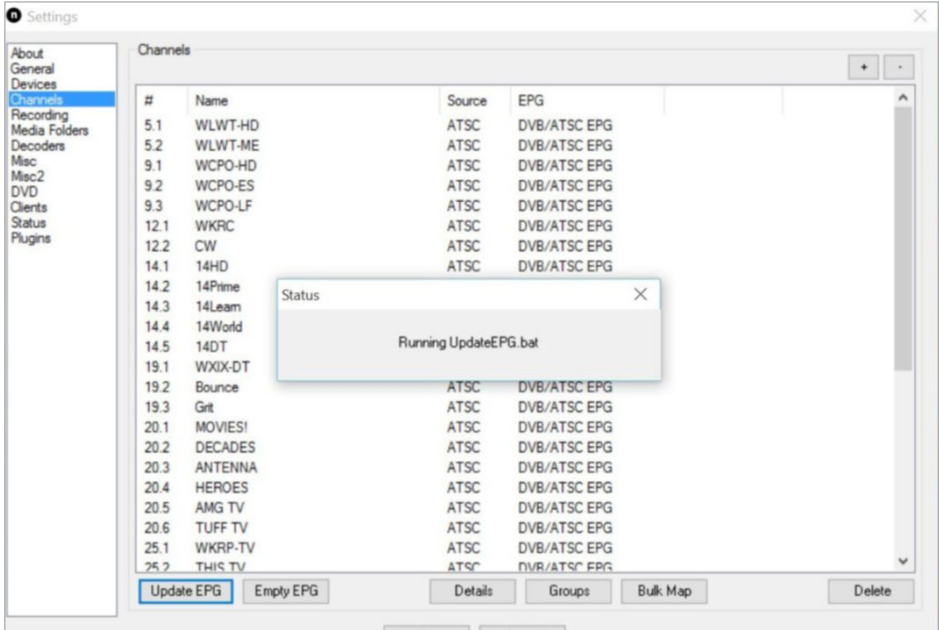 n Settings
About
General
Devices
Channels
Recording
Media Folders
Decoders
Misc
Misc2
DVD
Clients
Status
Plugins
Channels
+ -
# Name Source EPG
5.1 WLWT-HD ATSC DVB/ATSC EPG
5.2 WLWT-ME ATSC DVB/ATSC EPG
9.1 WCPO-HD ATSC DVB/ATSC EPG
9.2 WCPO-ES ATSC DVB/ATSC EPG
9.3 WCPO-LF ATSC DVB/ATSC EPG
12.1 WKRC ATSC DVB/ATSC EPG
12.2 CW ATSC DVB/ATSC EPG
14.1 14HD ATSC DVB/ATSC EPG
14.2 14Prime
14.3 14Learn
14.4 14World
14.5 14DT
19.1 WXIX-DT
Status
Running UpdateEPG.bat
19.2 Bounce ATSC DVB/ATSC EPG
19.3 Grit ATSC DVB/ATSC EPG
20.1 MOVIES! ATSC DVB/ATSC EPG
20.2 DECADES ATSC DVB/ATSC EPG
20.3 ANTENNA ATSC DVB/ATSC EPG
20.4 HEROES ATSC DVB/ATSC EPG
20.5 AMG TV ATSC DVB/ATSC EPG
20.6 TUFF TV ATSC DVB/ATSC EPG
25.1 WKRP-TV ATSC DVB/ATSC EPG
25.2 THIS TV ATSC DVB/ATSC EPG
Update EPG Empty EPG Details Groups Bulk Map Delete